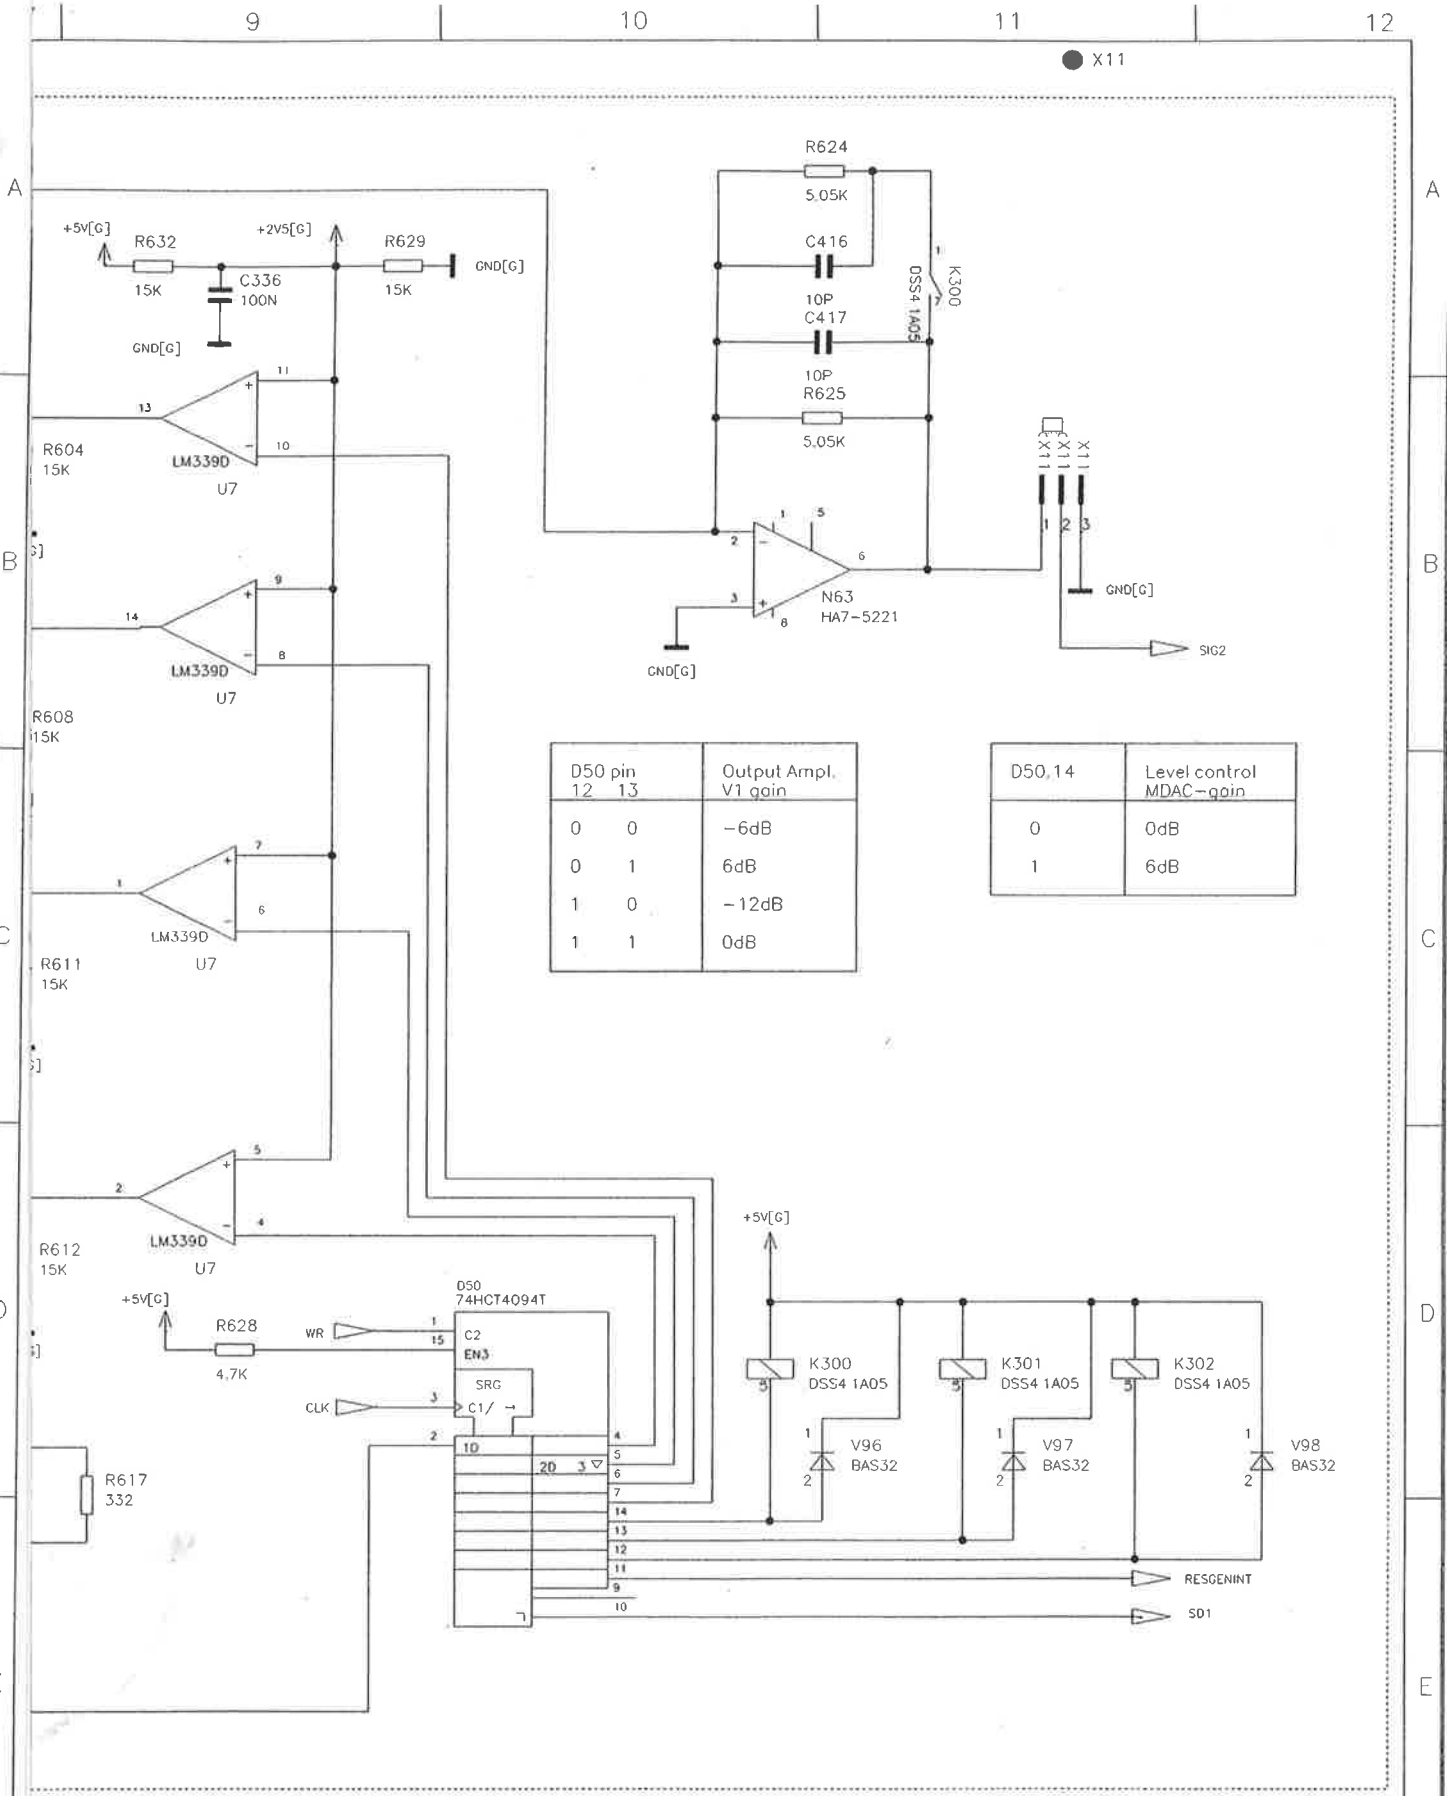 9
10
11
12
X11
A
A
R624
5.05K
+5V[G]
R632
15K
+2V5[G]
R629
15K
GND[G]
C336
100N
GND[G]
C416
10P
C417
10P
R625
5.05K
1
K300
DSS4 1A05
7
11
13
10
LM339D
U7
R604
15K
X11
X11
X11
1
2
3
GND[G]
SIG2
B
B
G]
2
1
5
6
3
8
N63
HA7-5221
GND[G]
9
14
8
LM339D
U7
R608
15K
D50 pin
12 13
Output Ampl.
V1 gain
0 0 -6dB
0 1 6dB
1 0 -12dB
1 1 0dB
D50.14
Level control
MDAC-gain
0 0dB
1 6dB
7
1
6
LM339D
U7
C
C
R611
15K
G]
5
2
4
LM339D
U7
R612
15K
+5V[G]
D
D
G]
+5V[G]
R628
4.7K
D50
74HCT4094T
WR
1
C2
15
EN3
SRG
CLK
3
C1/
2
1D
2D 3
4
5
6
7
14
13
12
11
9
10
K300
DSS4 1A05
5
K301
DSS4 1A05
5
K302
DSS4 1A05
5
1
V96
BAS32
2
1
V97
BAS32
2
1
V98
BAS32
2
R617
332
RESGENINT
SD1
E